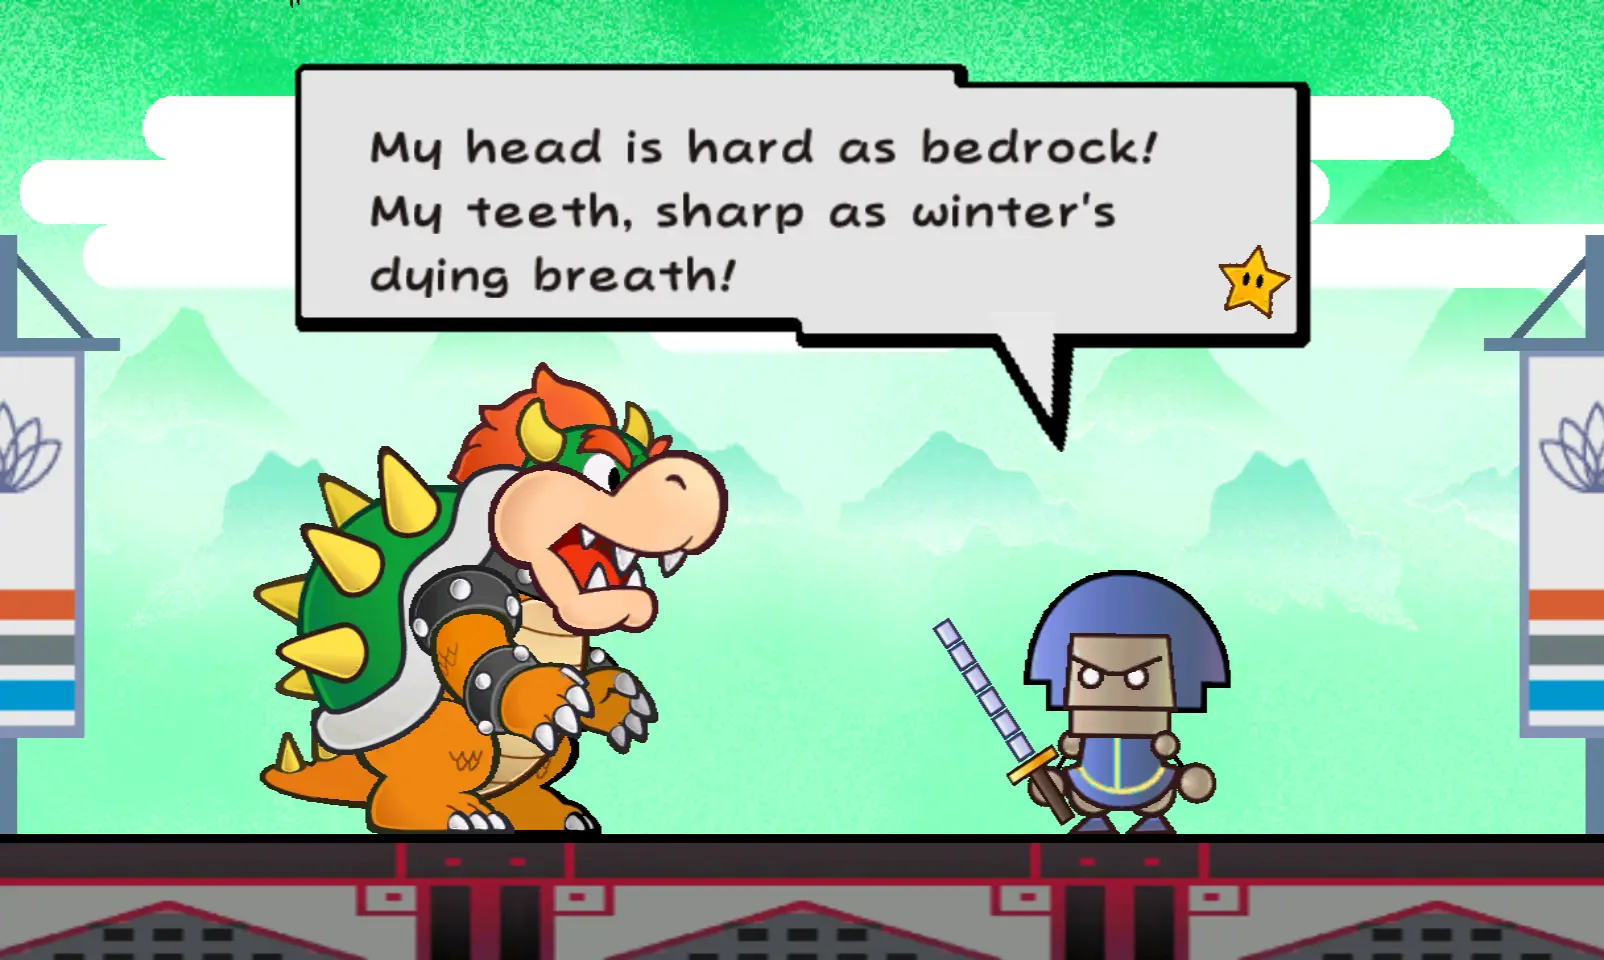 My head is hard as bedrock!
My teeth, sharp as winter's
dying breath!